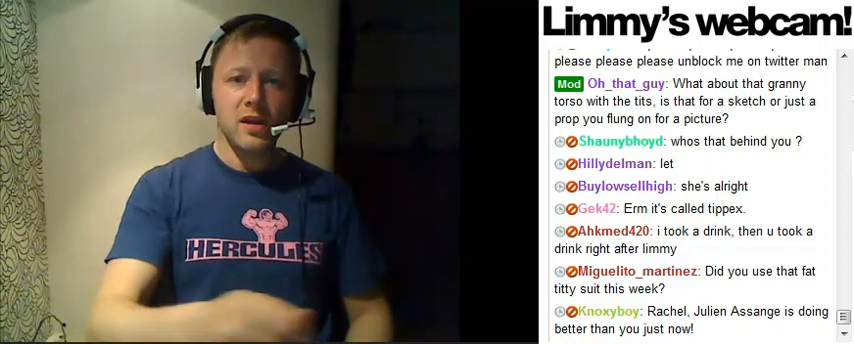 Limmy's webcam!
please please please unblock me on twitter man
Mod Oh_that_guy: What about that granny
torso with the tits, is that for a sketch or just a
prop you flung on for a picture?
Shaunybhoyd: whos that behind you ?
Hillydelman: let
Buylowsellhigh: she's alright
Gek42: Erm it's called tippex.
Ahkmed420: i took a drink, then u took a
drink right after limmy
Miguelito_martinez: Did you use that fat
titty suit this week?
Knoxyboy: Rachel, Julien Assange is doing
better than you just now!
HERCULES